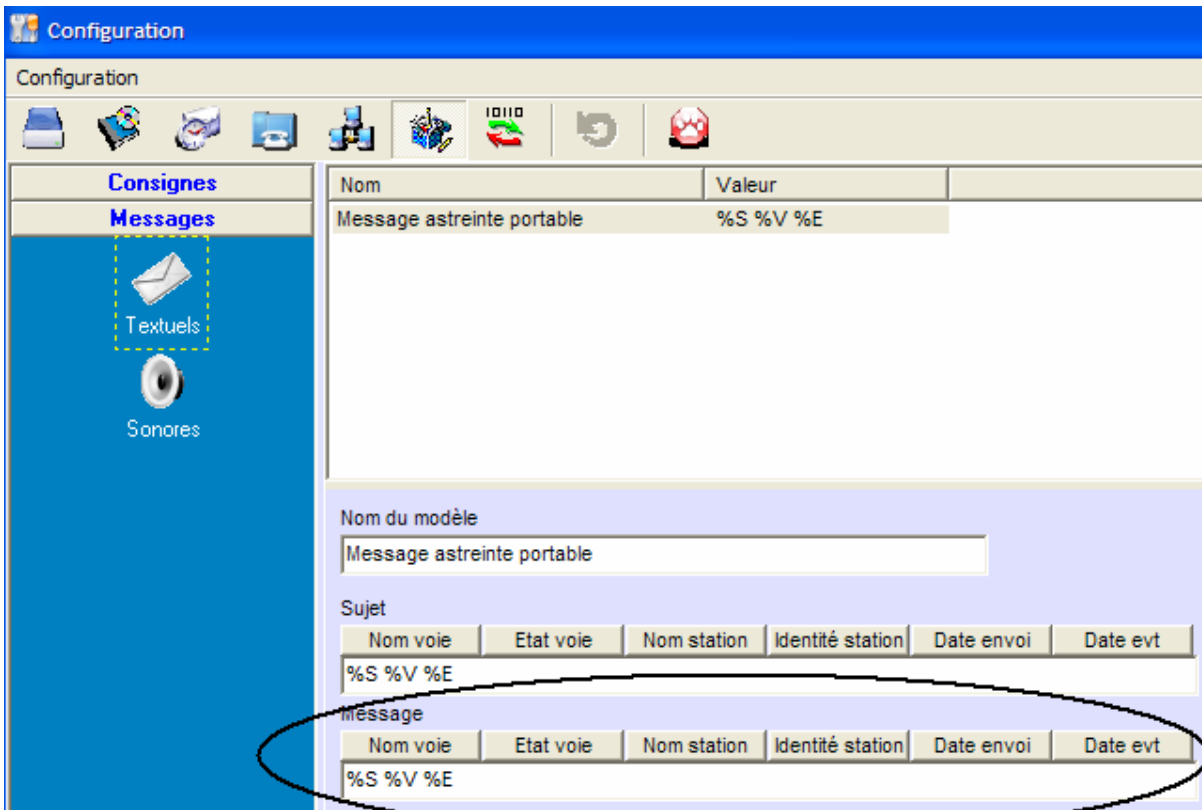 Configuration
Configuration
10110
Consignes
Messages
Textuels
Sonores
Nom Valeur
Message astreinte portable %S %V %E
Nom du modèle
Message astreinte portable
Sujet
Nom voie Etat voie Nom station Identité station Date envoi Date evt
%S %V %E
Message
Nom voie Etat voie Nom station Identité station Date envoi Date evt
%S %V %E